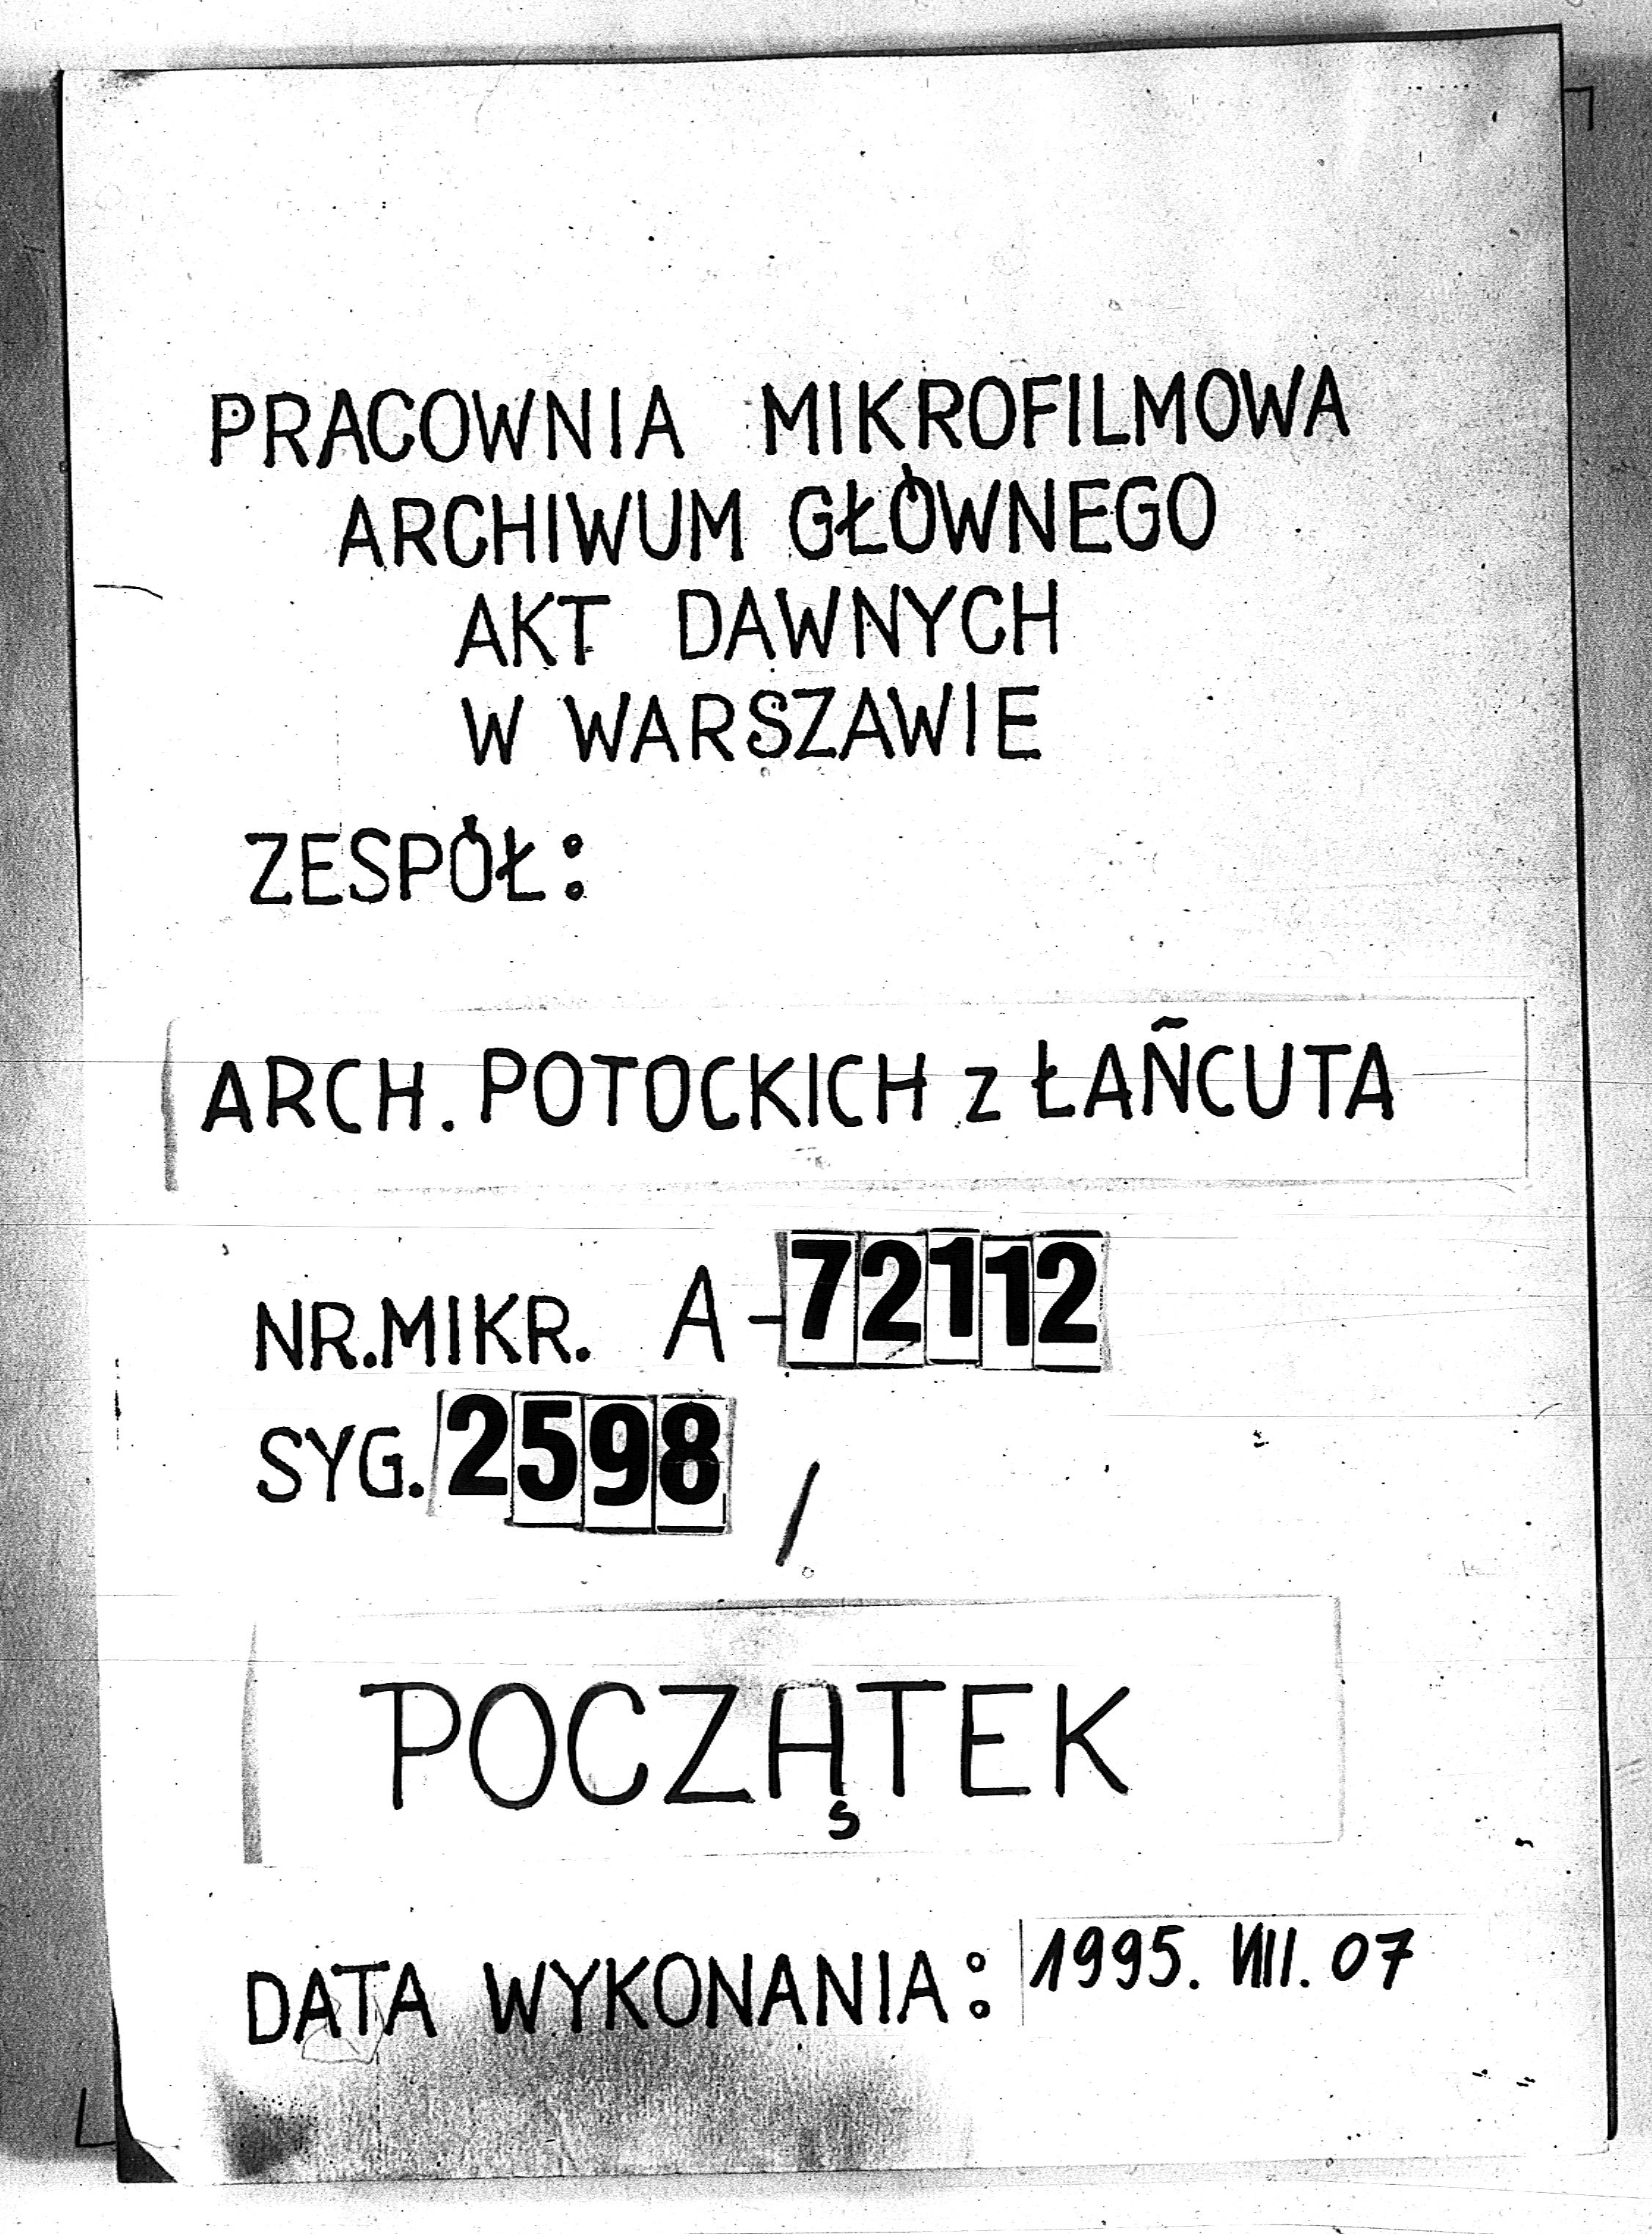 PRACOWNIA MIKROFILMOWA
ARCHIWUM GŁÓWNEGO
AKT DAWNYCH
W WARSZAWIE
ZESPÓŁ:
ARCH. POTOCKICH z ŁAŃCUTA
NR.MIKR. A-72112
SYG. 2598 /
POCZĄTEK
DATA WYKONANIA: 1995. VIII. 07